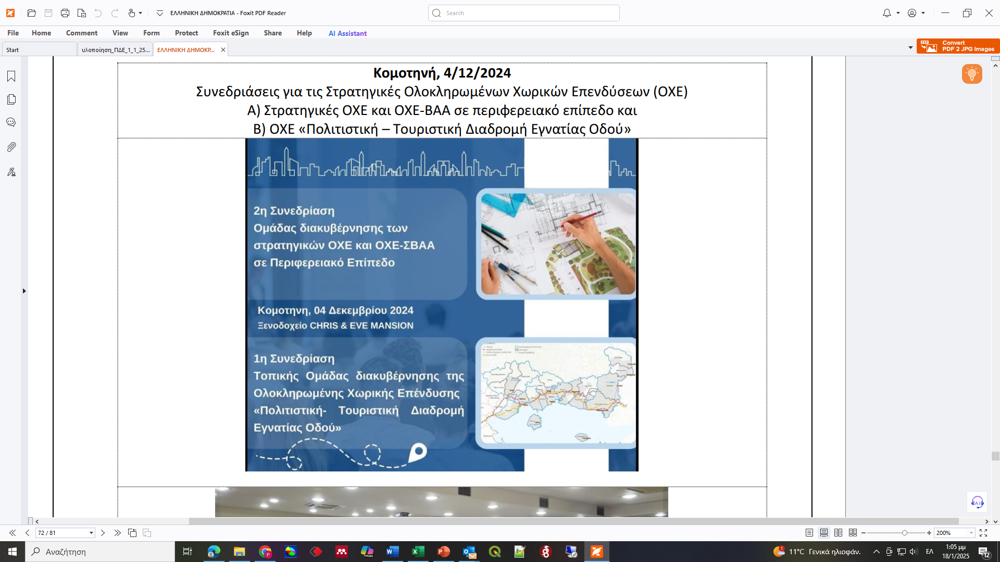 ΕΛΛΗΝΙΚΗ ΔΗΜΟΚΡΑΤΙΑ - Foxit PDF Reader
Search
File Home Comment View Form Protect Foxit eSign Share Help AI Assistant
Start
υλοποίηση_ΠΔΕ_1_1_25...
ΕΛΛΗΝΙΚΗ ΔΗΜΟΚΡ...
PDF
Convert
PDF 2 JPG Images
Κομοτηνή, 4/12/2024
Συνεδριάσεις για τις Στρατηγικές Ολοκληρωμένων Χωρικών Επενδύσεων (ΟΧΕ)
Α) Στρατηγικές ΟΧΕ και ΟΧΕ-ΒΑΑ σε περιφερειακό επίπεδο και
Β) ΟΧΕ «Πολιτιστική – Τουριστική Διαδρομή Εγνατίας Οδού»
2η Συνεδρίαση
Ομάδας διακυβέρνησης των
στρατηγικών ΟΧΕ και ΟΧΕ-ΣΒΑΑ
σε Περιφερειακό Επίπεδο
Κομοτηνη, 04 Δεκεμβρίου 2024
Ξενοδοχείο CHRIS & EVE MANSION
1η Συνεδρίαση
Τοπικής Ομάδας διακυβέρνησης της
Ολοκληρωμένης Χωρικής Επένδυσης
«Πολιτιστική- Τουριστική Διαδρομή
Εγνατίας Οδού»
AI
72 / 81
200%
Αναζήτηση
M365
11°C Γενικά ηλιοφάν.
ΕΛ
1:05 μμ
18/1/2025
12